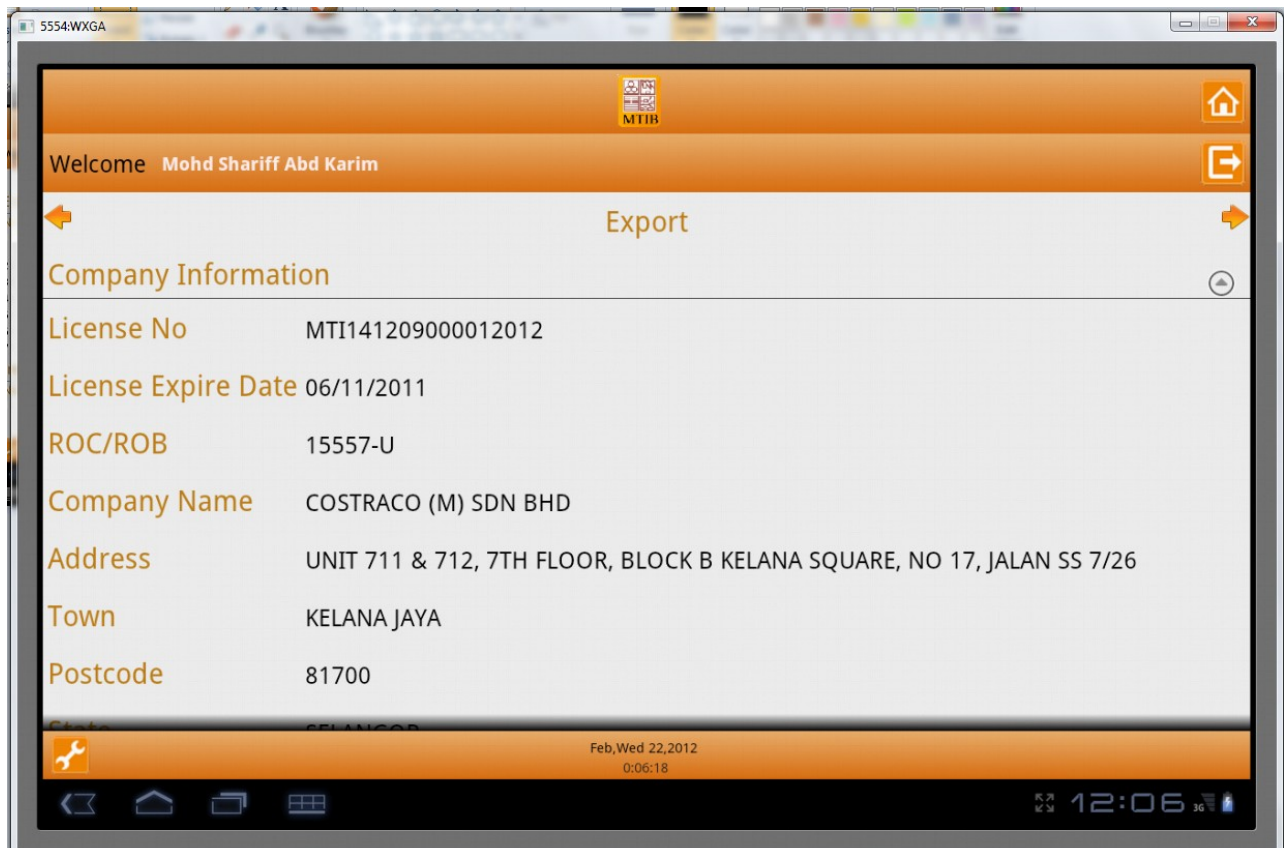 5554:WXGA
MTIB
Welcome Mohd Shariff Abd Karim
Export
Company Information
License No MTI141209000012012
License Expire Date 06/11/2011
ROC/ROB 15557-U
Company Name COSTRACO (M) SDN BHD
Address UNIT 711 & 712, 7TH FLOOR, BLOCK B KELANA SQUARE, NO 17, JALAN SS 7/26
Town KELANA JAYA
Postcode 81700
State SELANGOR
Feb,Wed 22,2012
0:06:18
12:06 3G